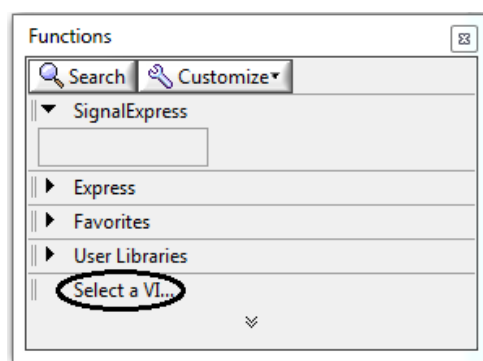 Functions
Search Customize
SignalExpress
Express
Favorites
User Libraries
Select a VI...